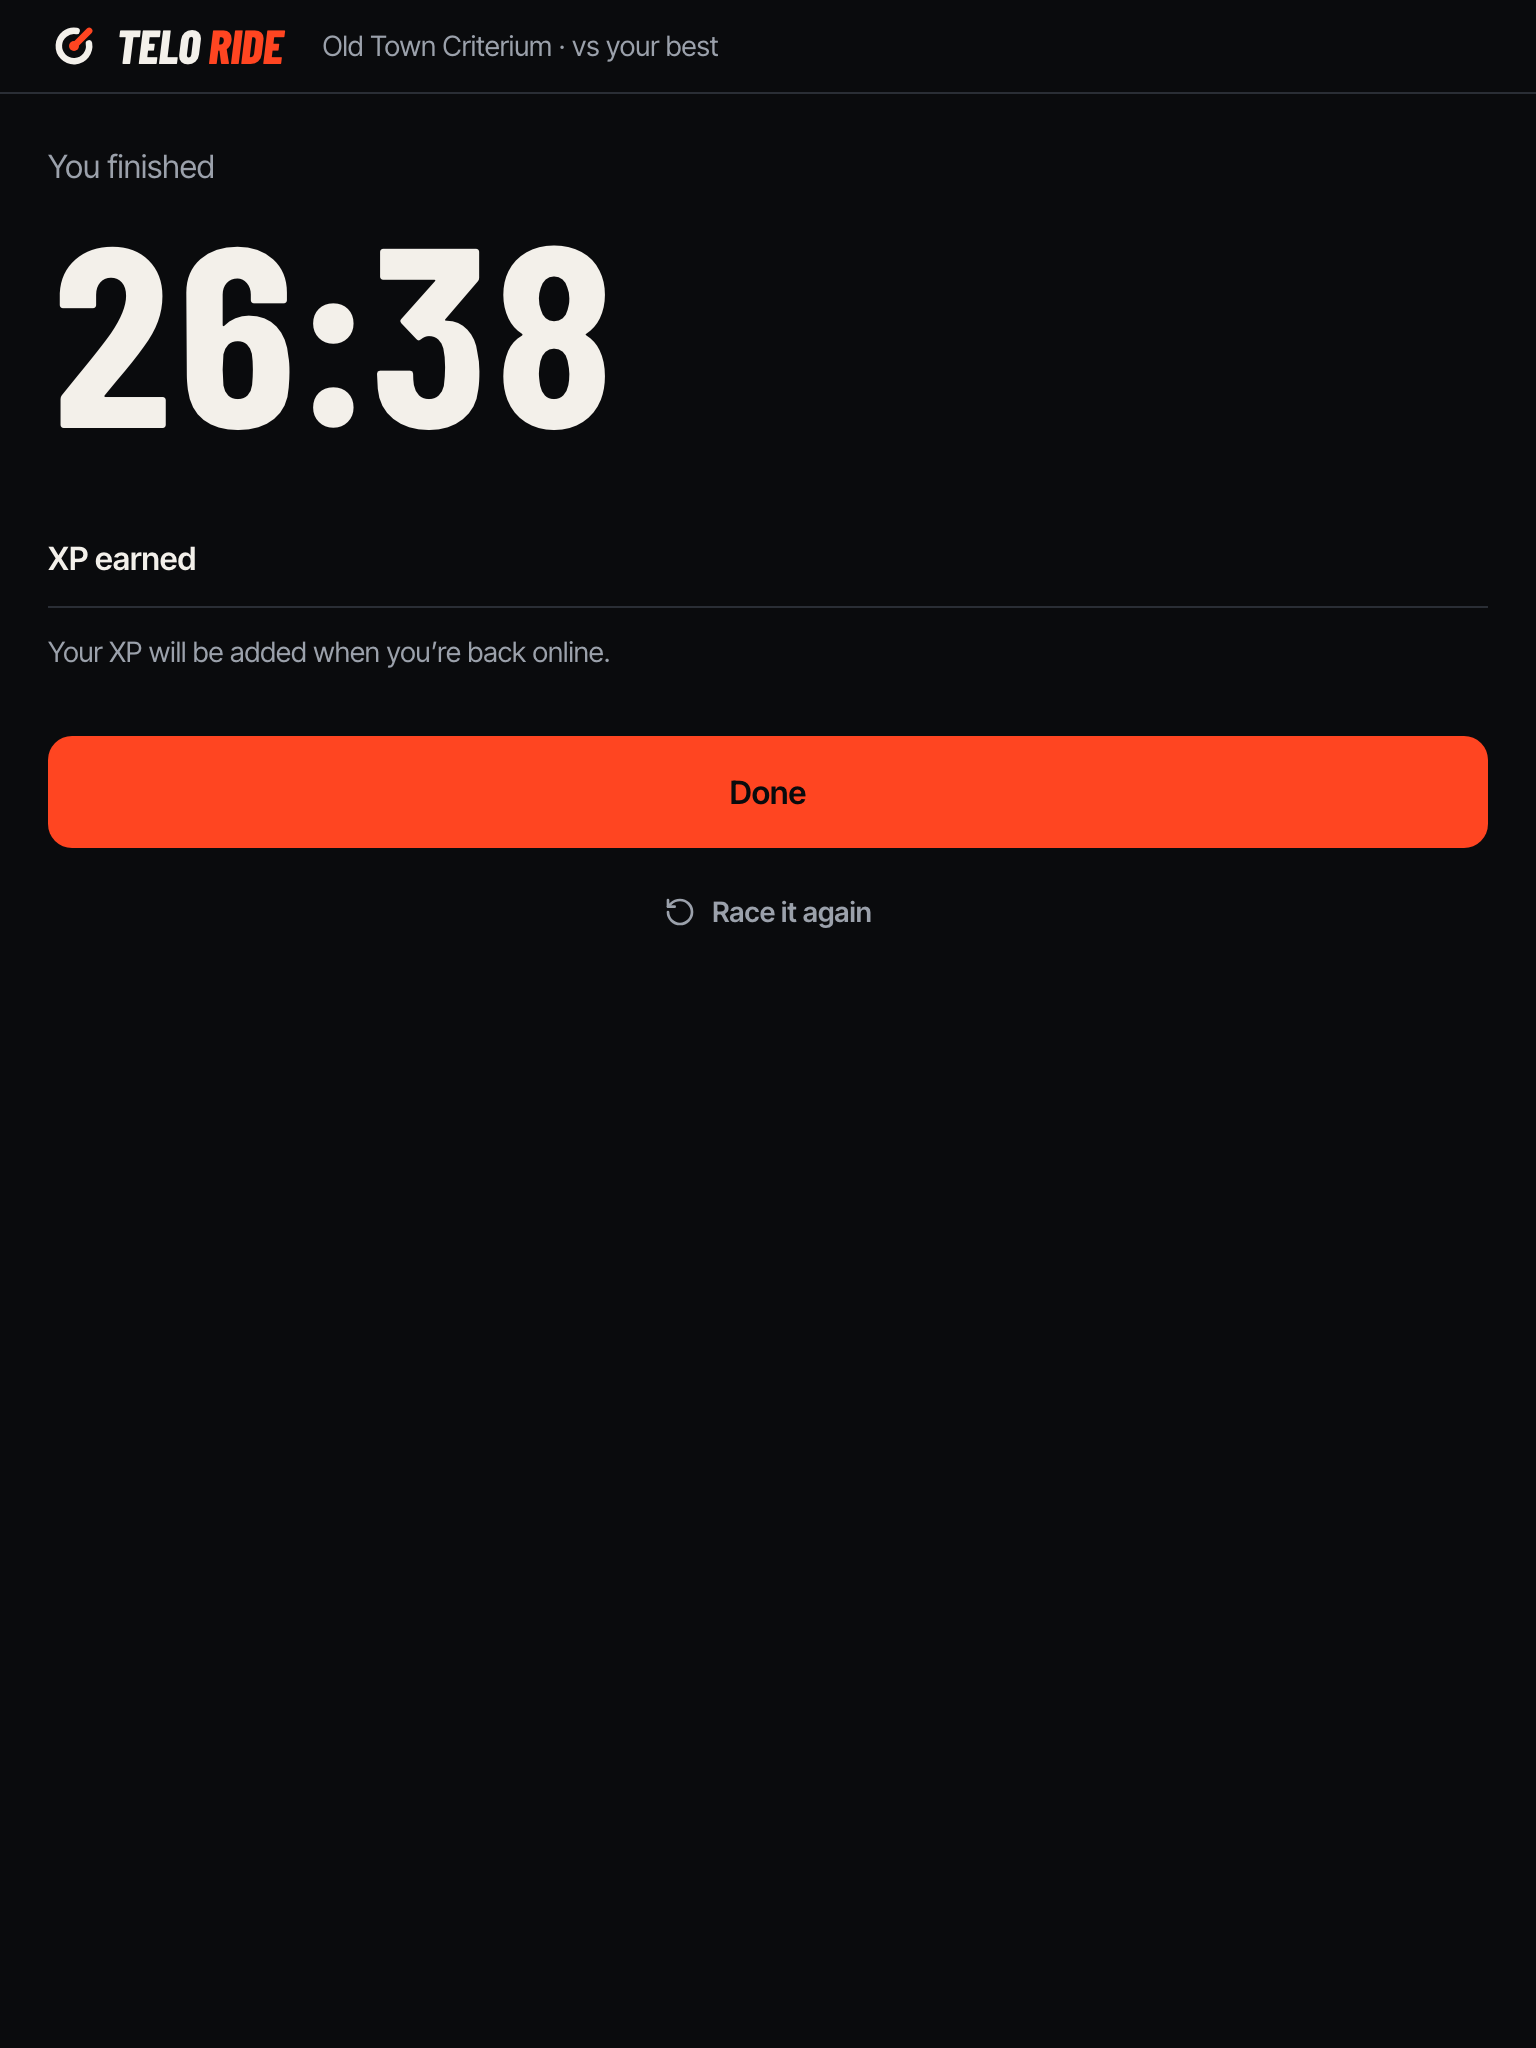 TELO RIDE Old Town Criterium · vs your best
You finished
26:38
XP earned
Your XP will be added when you’re back online.
Done
Race it again